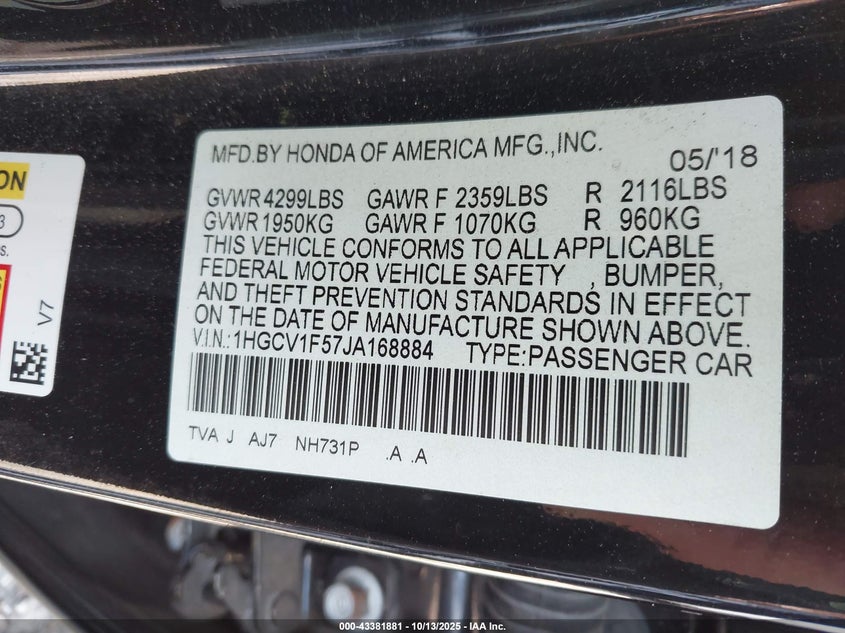 MFD.BY HONDA OF AMERICA MFG.,INC.
05/'18
GVWR 4299LBS GAWR F 2359LBS R 2116LBS
GVWR 1950KG GAWR F 1070KG R 960KG
THIS VEHICLE CONFORMS TO ALL APPLICABLE
FEDERAL MOTOR VEHICLE SAFETY , BUMPER,
AND THEFT PREVENTION STANDARDS IN EFFECT
ON THE DATE OF MANUFACTURE SHOWN ABOVE.
V.I.N.:1HGCV1F57JA168884 TYPE:PASSENGER CAR
TVA J AJ7 NH731P .A .A
ON
3
s.
V7
000-43381881 - 10/13/2025 - IAA Inc.